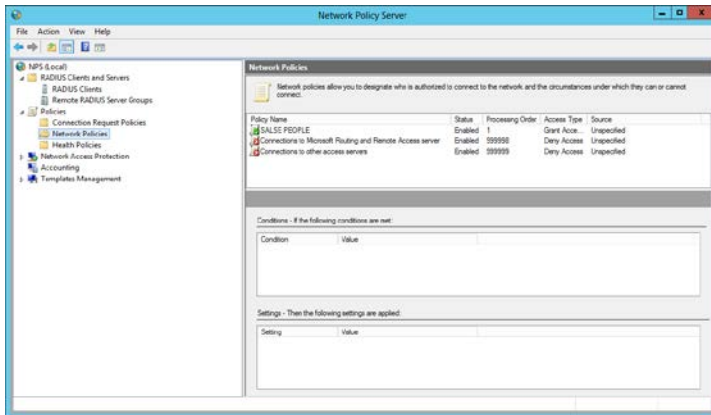 Network Policy Server
File Action View Help
NPS (Local)
RADIUS Clients and Servers
RADIUS Clients
Remote RADIUS Server Groups
Policies
Connection Request Policies
Network Policies
Health Policies
Network Access Protection
Accounting
Templates Management
Network Policies
Network policies allow you to designate who is authorized to connect to the network and the circumstances under which they can or cannot
connect.
Policy Name Status Processing Order Access Type Source
SALSE PEOPLE Enabled 1 Grant Acce... Unspecified
Connections to Microsoft Routing and Remote Access server Enabled 999998 Deny Access Unspecified
Connections to other access servers Enabled 999999 Deny Access Unspecified
Conditions - If the following conditions are met:
Condition Value
Settings - Then the following settings are applied:
Setting Value